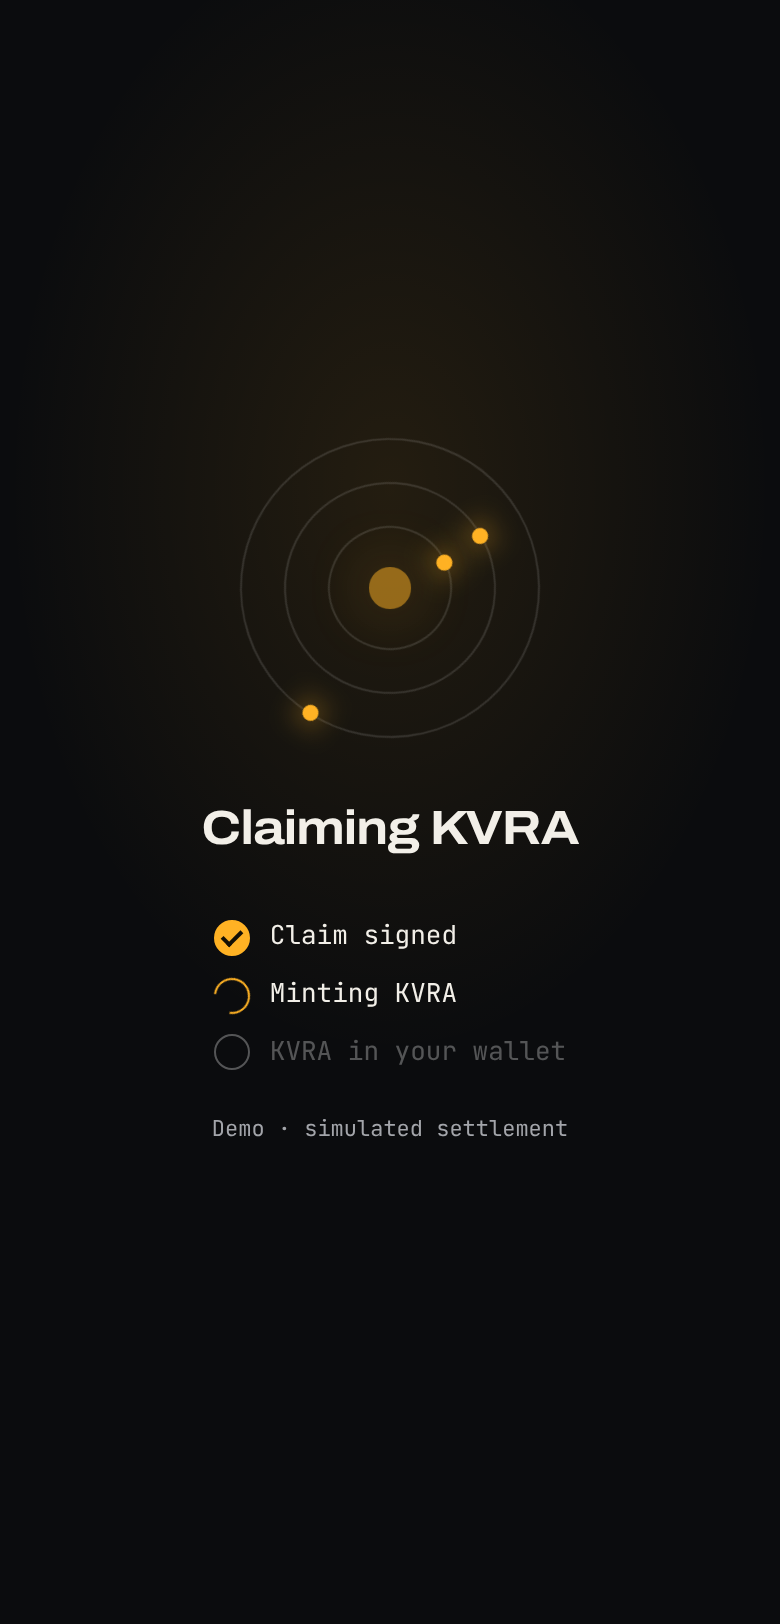 Claiming KVRA
Claim signed
Minting KVRA
KVRA in your wallet
Demo · simulated settlement